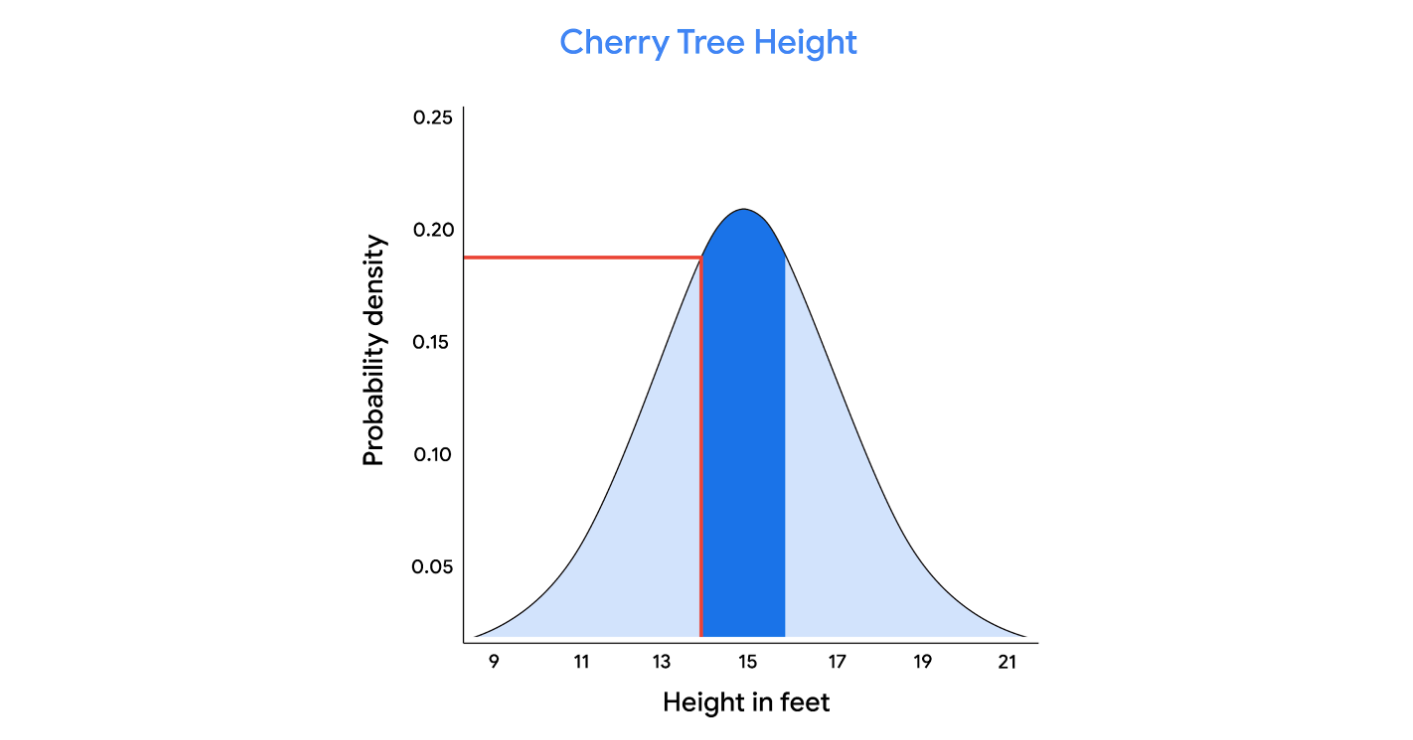 Cherry Tree Height
0.25
0.20
0.15
0.10
0.05
Probability density
9 11 13 15 17 19 21
Height in feet